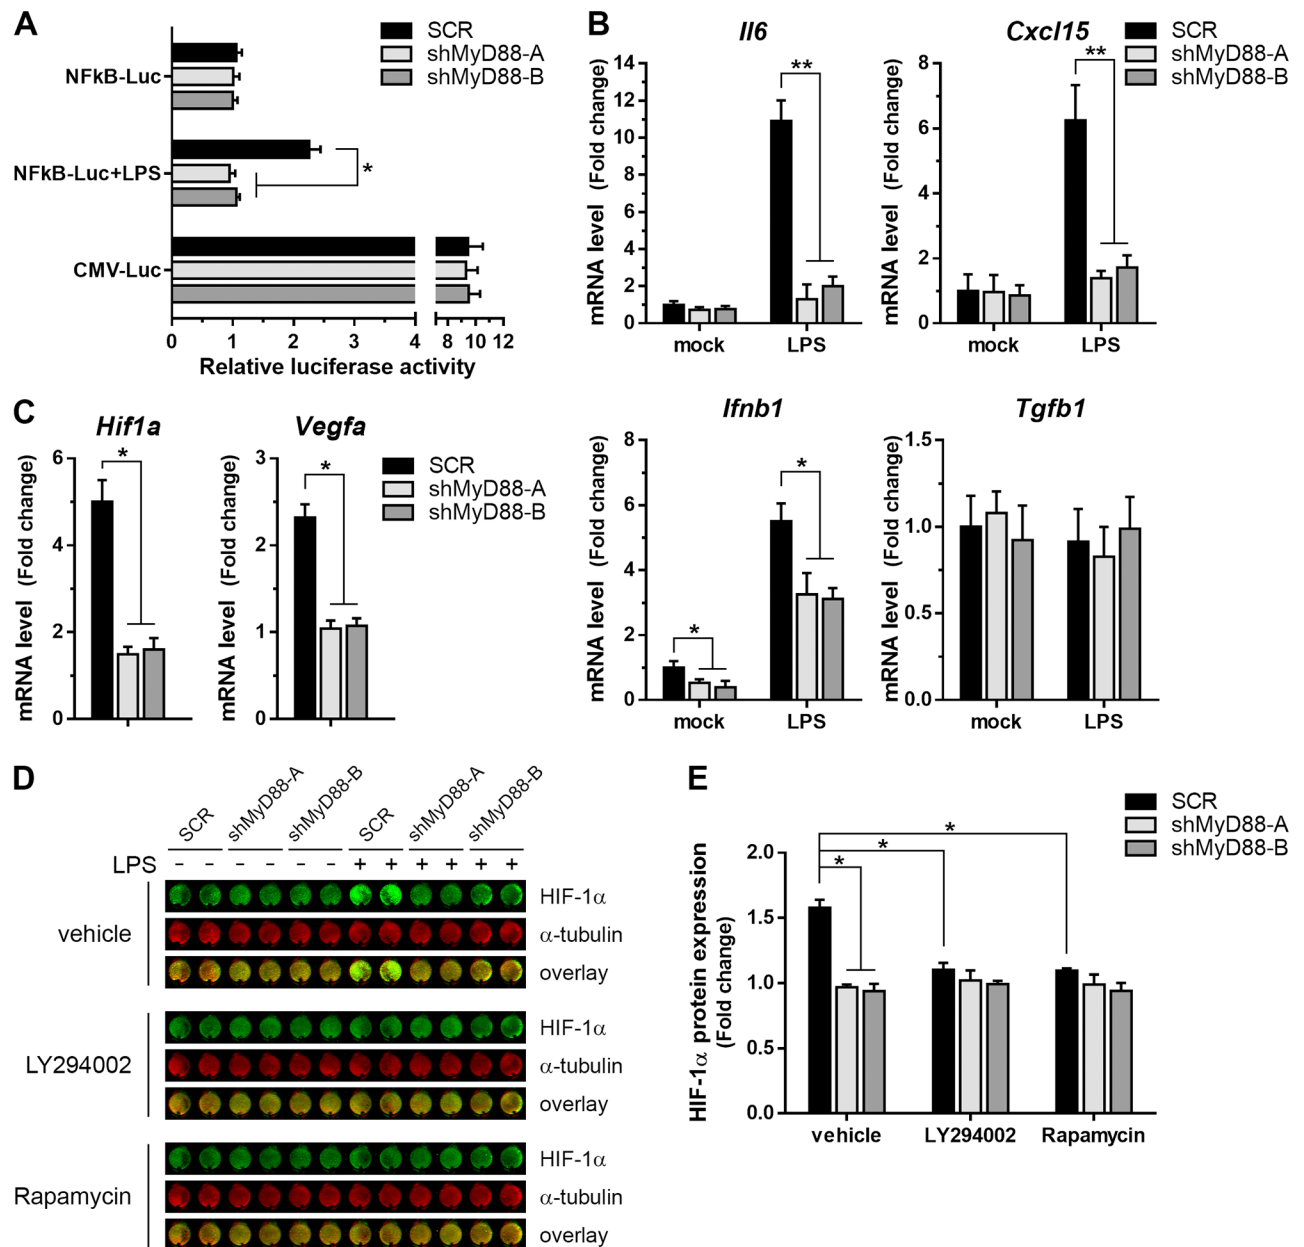 A
SCR
shMyD88-A
shMyD88-B
NFkB-Luc
NFkB-Luc+LPS
*
CMV-Luc
0 1 2 3 4 8 10 12
Relative luciferase activity
B
SCR
shMyD88-A
shMyD88-B
Il6
mRNA level (Fold change)
14
12
10
8
6
4
2
0
**
mock LPS
Cxcl15
mRNA level (Fold change)
8
6
4
2
0
**
mock LPS
Ifnb1
mRNA level (Fold change)
8
6
4
2
0
*
*
mock LPS
Tgfb1
mRNA level (Fold change)
1.5
1.0
0.5
0.0
mock LPS
C
Hif1a
mRNA level (Fold change)
6
4
2
0
*
Vegfa
mRNA level (Fold change)
3
2
1
0
*
SCR
shMyD88-A
shMyD88-B
D
SCR shMyD88-A shMyD88-B SCR shMyD88-A shMyD88-B
LPS − − − − − − + + + + + +
vehicle
HIF-1α
α-tubulin
overlay
LY294002
HIF-1α
α-tubulin
overlay
Rapamycin
HIF-1α
α-tubulin
overlay
E
SCR
shMyD88-A
shMyD88-B
HIF-1α protein expression
(Fold change)
2.0
1.5
1.0
0.5
0.0
*
*
*
vehicle LY294002 Rapamycin